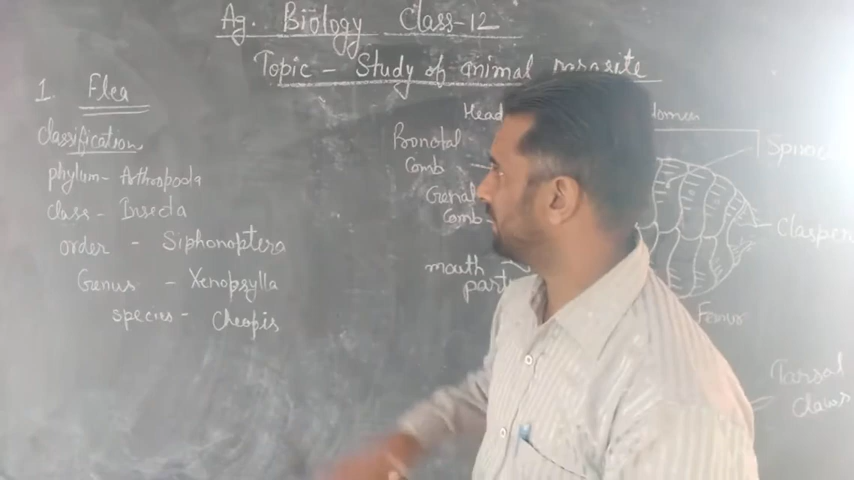 Ag. Biology Class-12
Topic - Study of animal parasite
1. Flea
classification
phylum- Arthropoda
class - Insecta
order - Siphonoptera
Genus - Xenopsylla
species - Cheopis
Head
Pronotal
Comb
Genal
Comb
mouth
part
Clasper
Femur
Tarsal
Claws